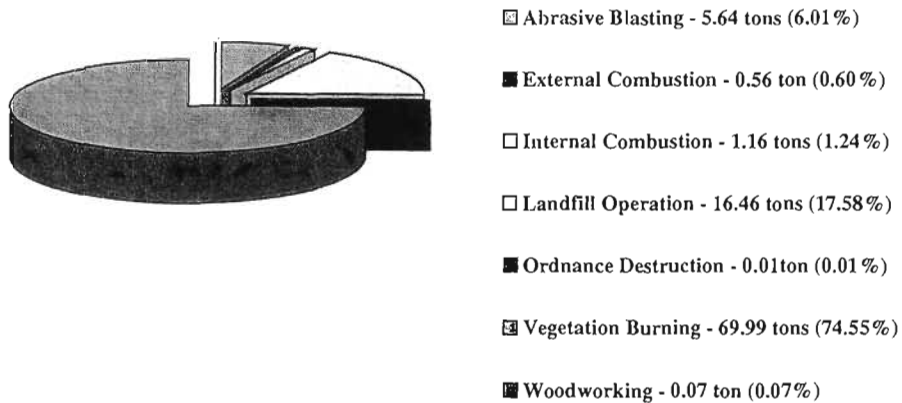 Abrasive Blasting - 5.64 tons (6.01%)
External Combustion - 0.56 ton (0.60%)
Internal Combustion - 1.16 tons (1.24%)
Landfill Operation - 16.46 tons (17.58%)
Ordnance Destruction - 0.01ton (0.01%)
Vegetation Burning - 69.99 tons (74.55%)
Woodworking - 0.07 ton (0.07%)